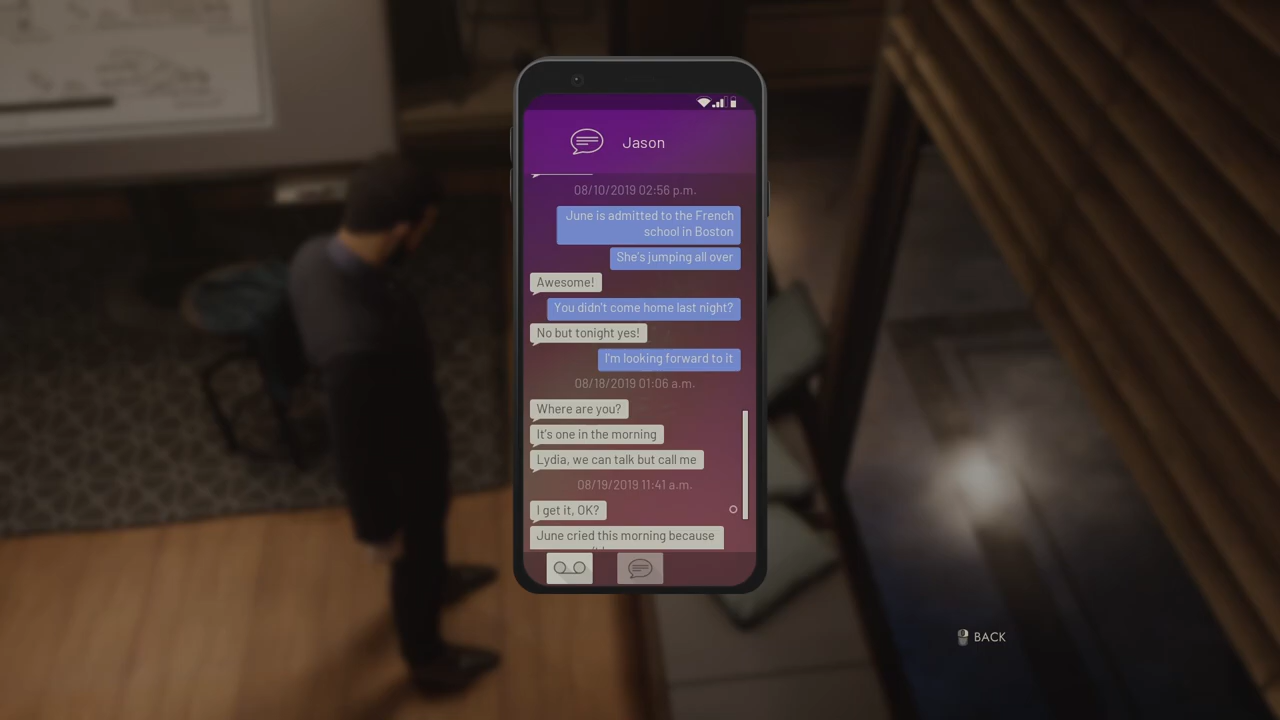 Jason
08/10/2019 02:56 p.m.
June is admitted to the French
school in Boston
She's jumping all over
Awesome!
You didn't come home last night?
No but tonight yes!
I'm looking forward to it
08/18/2019 01:06 a.m.
Where are you?
It's one in the morning
Lydia, we can talk but call me
08/19/2019 11:41 a.m.
I get it, OK?
June cried this morning because
BACK